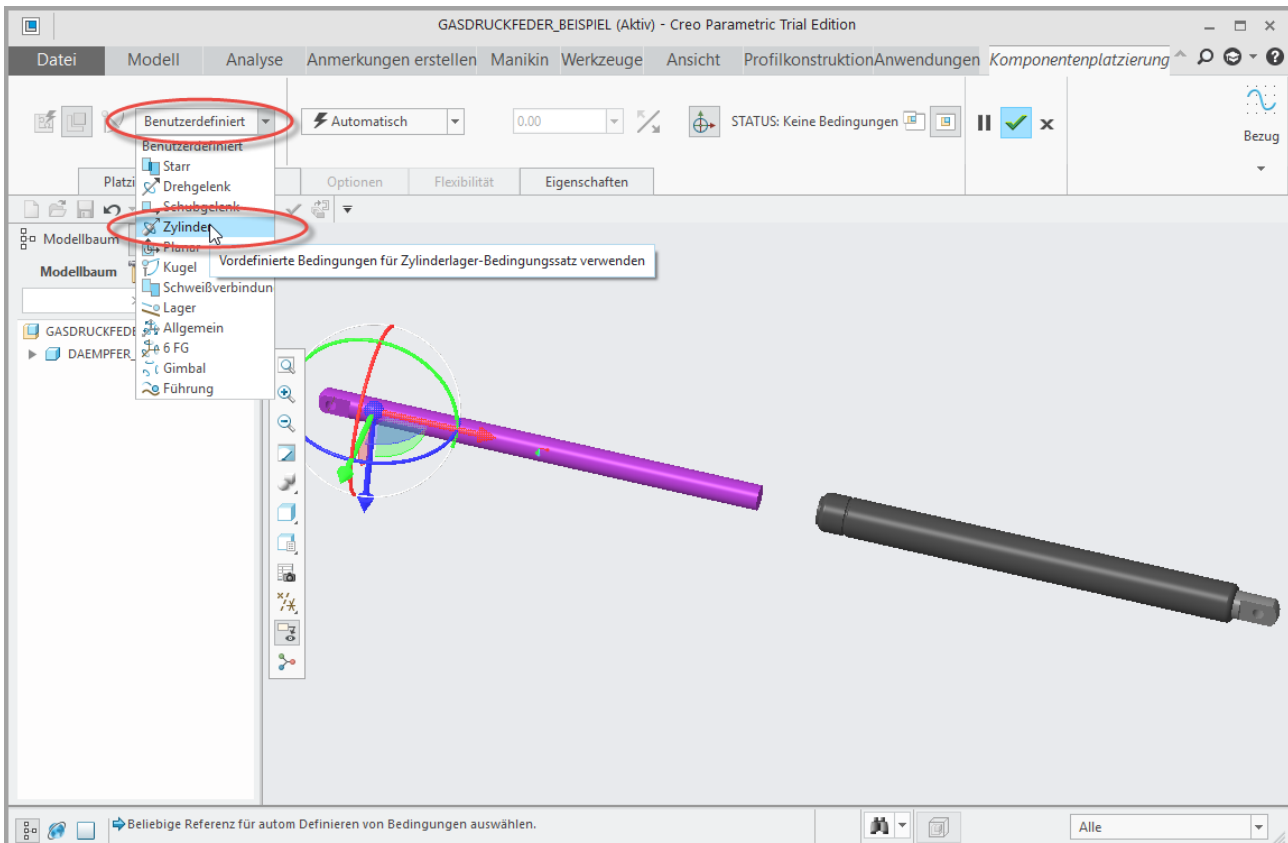 GASDRUCKFEDER_BEISPIEL (Aktiv) - Creo Parametric Trial Edition
Datei Modell Analyse Anmerkungen erstellen Manikin Werkzeuge Ansicht Profilkonstruktion Anwendungen Komponentenplatzierung
Benutzerdefiniert Automatisch 0.00 STATUS: Keine Bedingungen
Bezug
Benutzerdefiniert
Starr
Platzi Optionen Flexibilität Eigenschaften
Drehgelenk
Schubgelenk
Zylinder
Modellbaum
Planar
Vordefinierte Bedingungen für Zylinderlager-Bedingungssatz verwenden
Modellbaum
Kugel
Schweißverbindun
Lager
GASDRUCKFEDE
Allgemein
DAEMPFER_
6 FG
Gimbal
Führung
Beliebige Referenz für autom Definieren von Bedingungen auswählen.
Alle